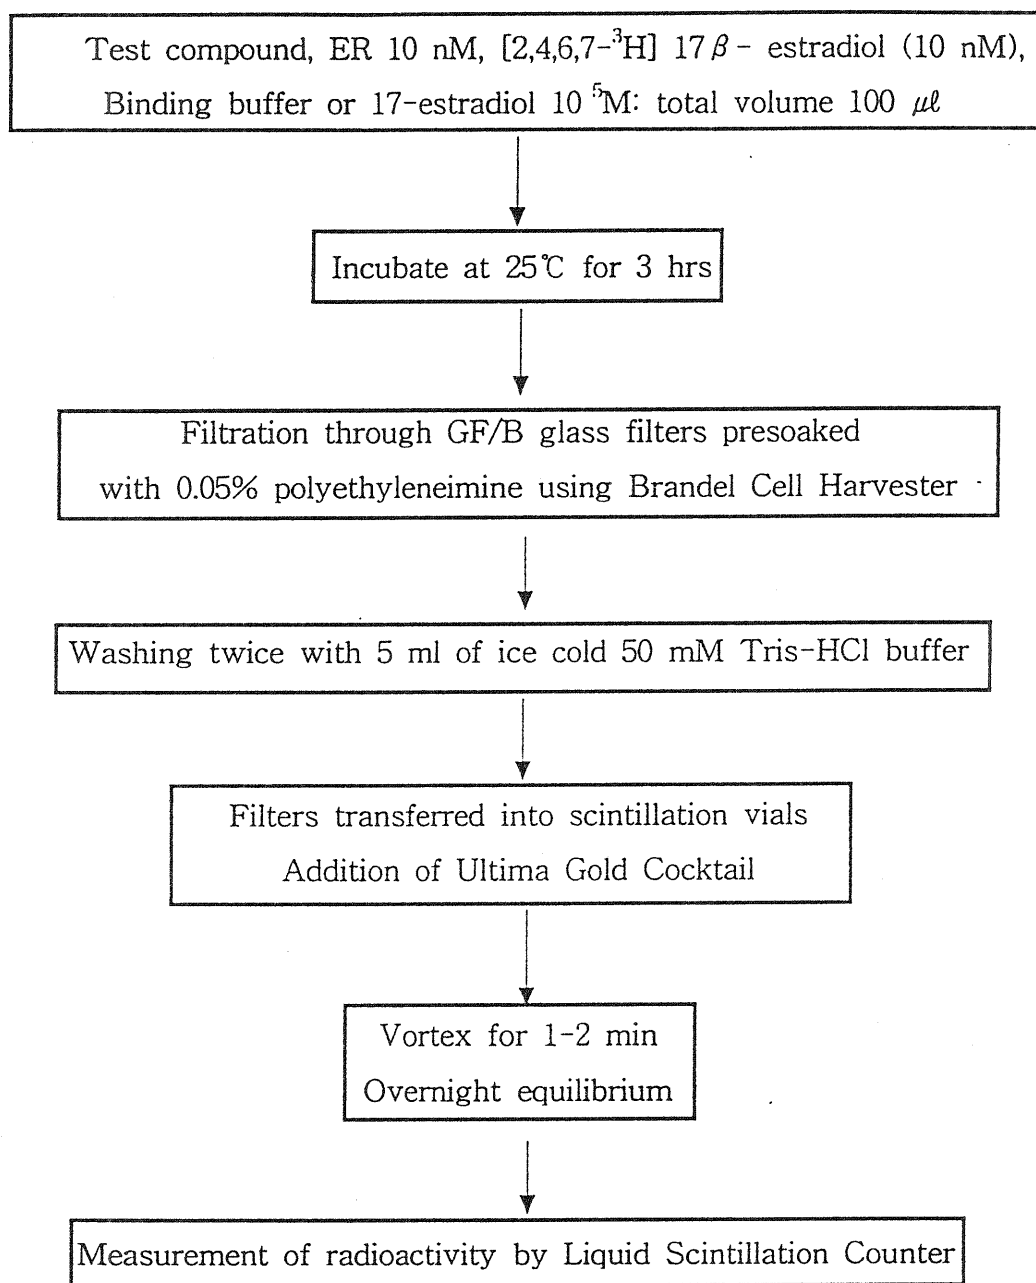 Test compound, ER 10 nM, [2,4,6,7-³H] 17β- estradiol (10 nM),
Binding buffer or 17-estradiol 10 ⁵M: total volume 100 μℓ
Incubate at 25℃ for 3 hrs
Filtration through GF/B glass filters presoaked
with 0.05% polyethyleneimine using Brandel Cell Harvester
Washing twice with 5 ml of ice cold 50 mM Tris-HCl buffer
Filters transferred into scintillation vials
Addition of Ultima Gold Cocktail
Vortex for 1-2 min
Overnight equilibrium
Measurement of radioactivity by Liquid Scintillation Counter